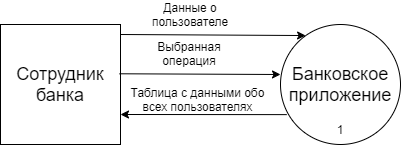 Данные о
пользователе
Выбранная
операция
Сотрудник
банка
Банковское
приложение
Таблица с данными обо
всех пользователях
1